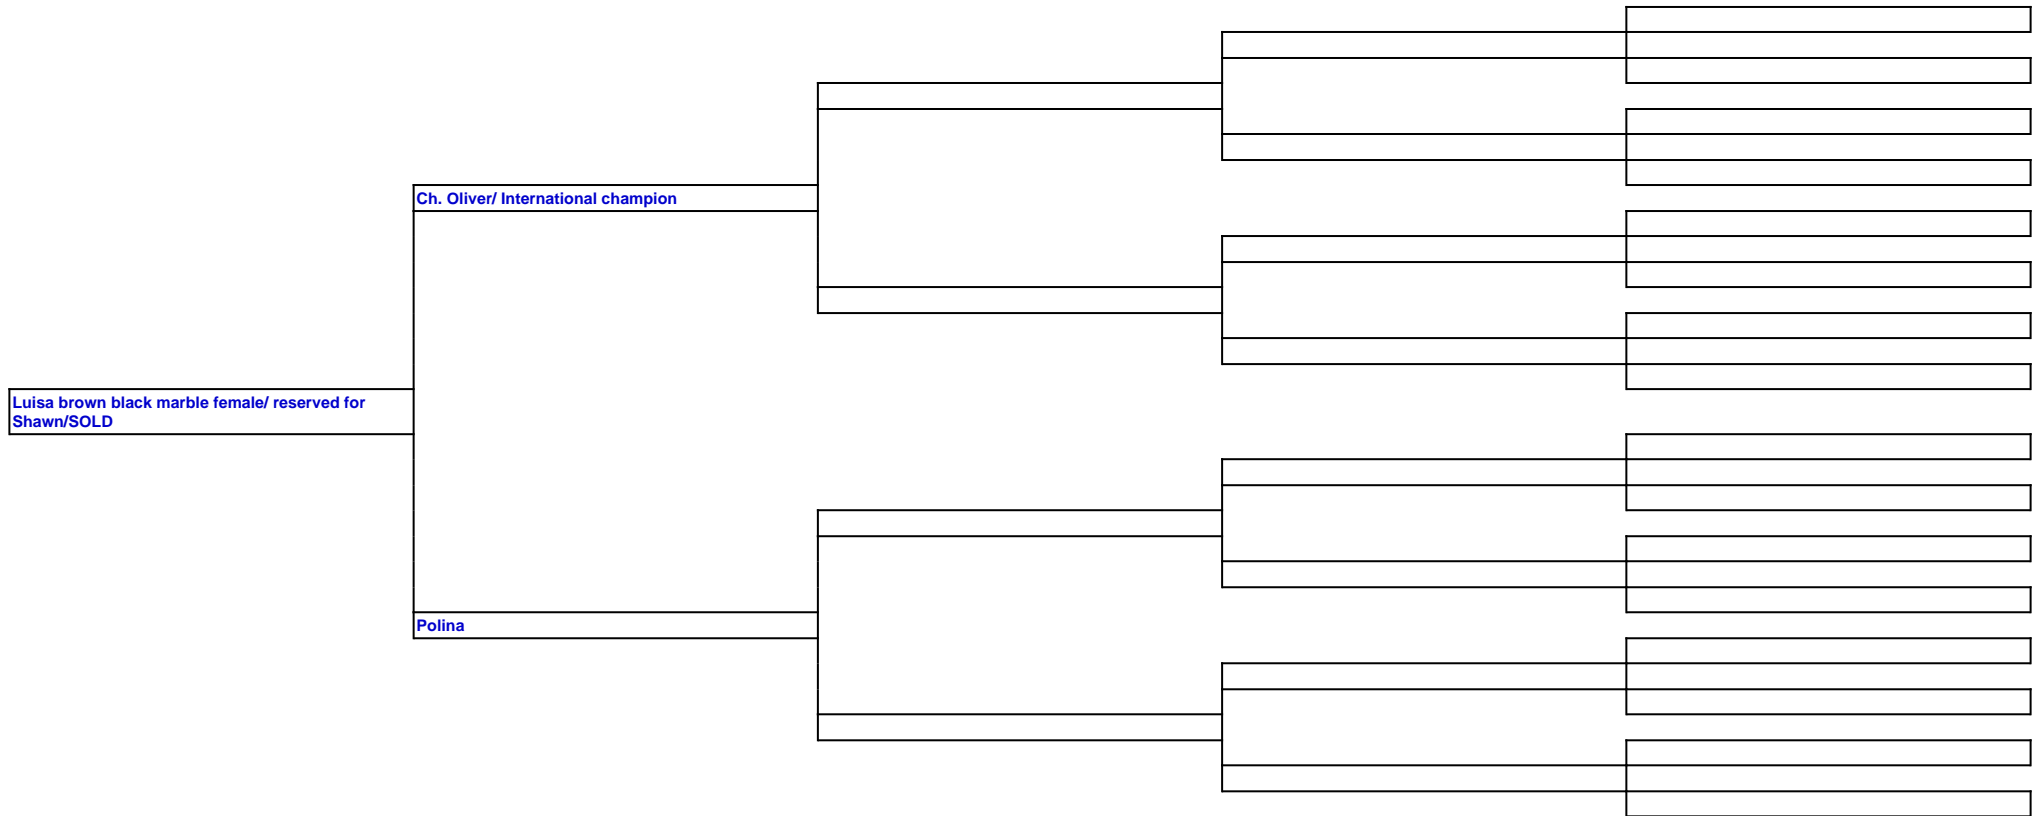 Ch. Oliver/ International champion
Luisa brown black marble female/ reserved for
Shawn/SOLD
Polina